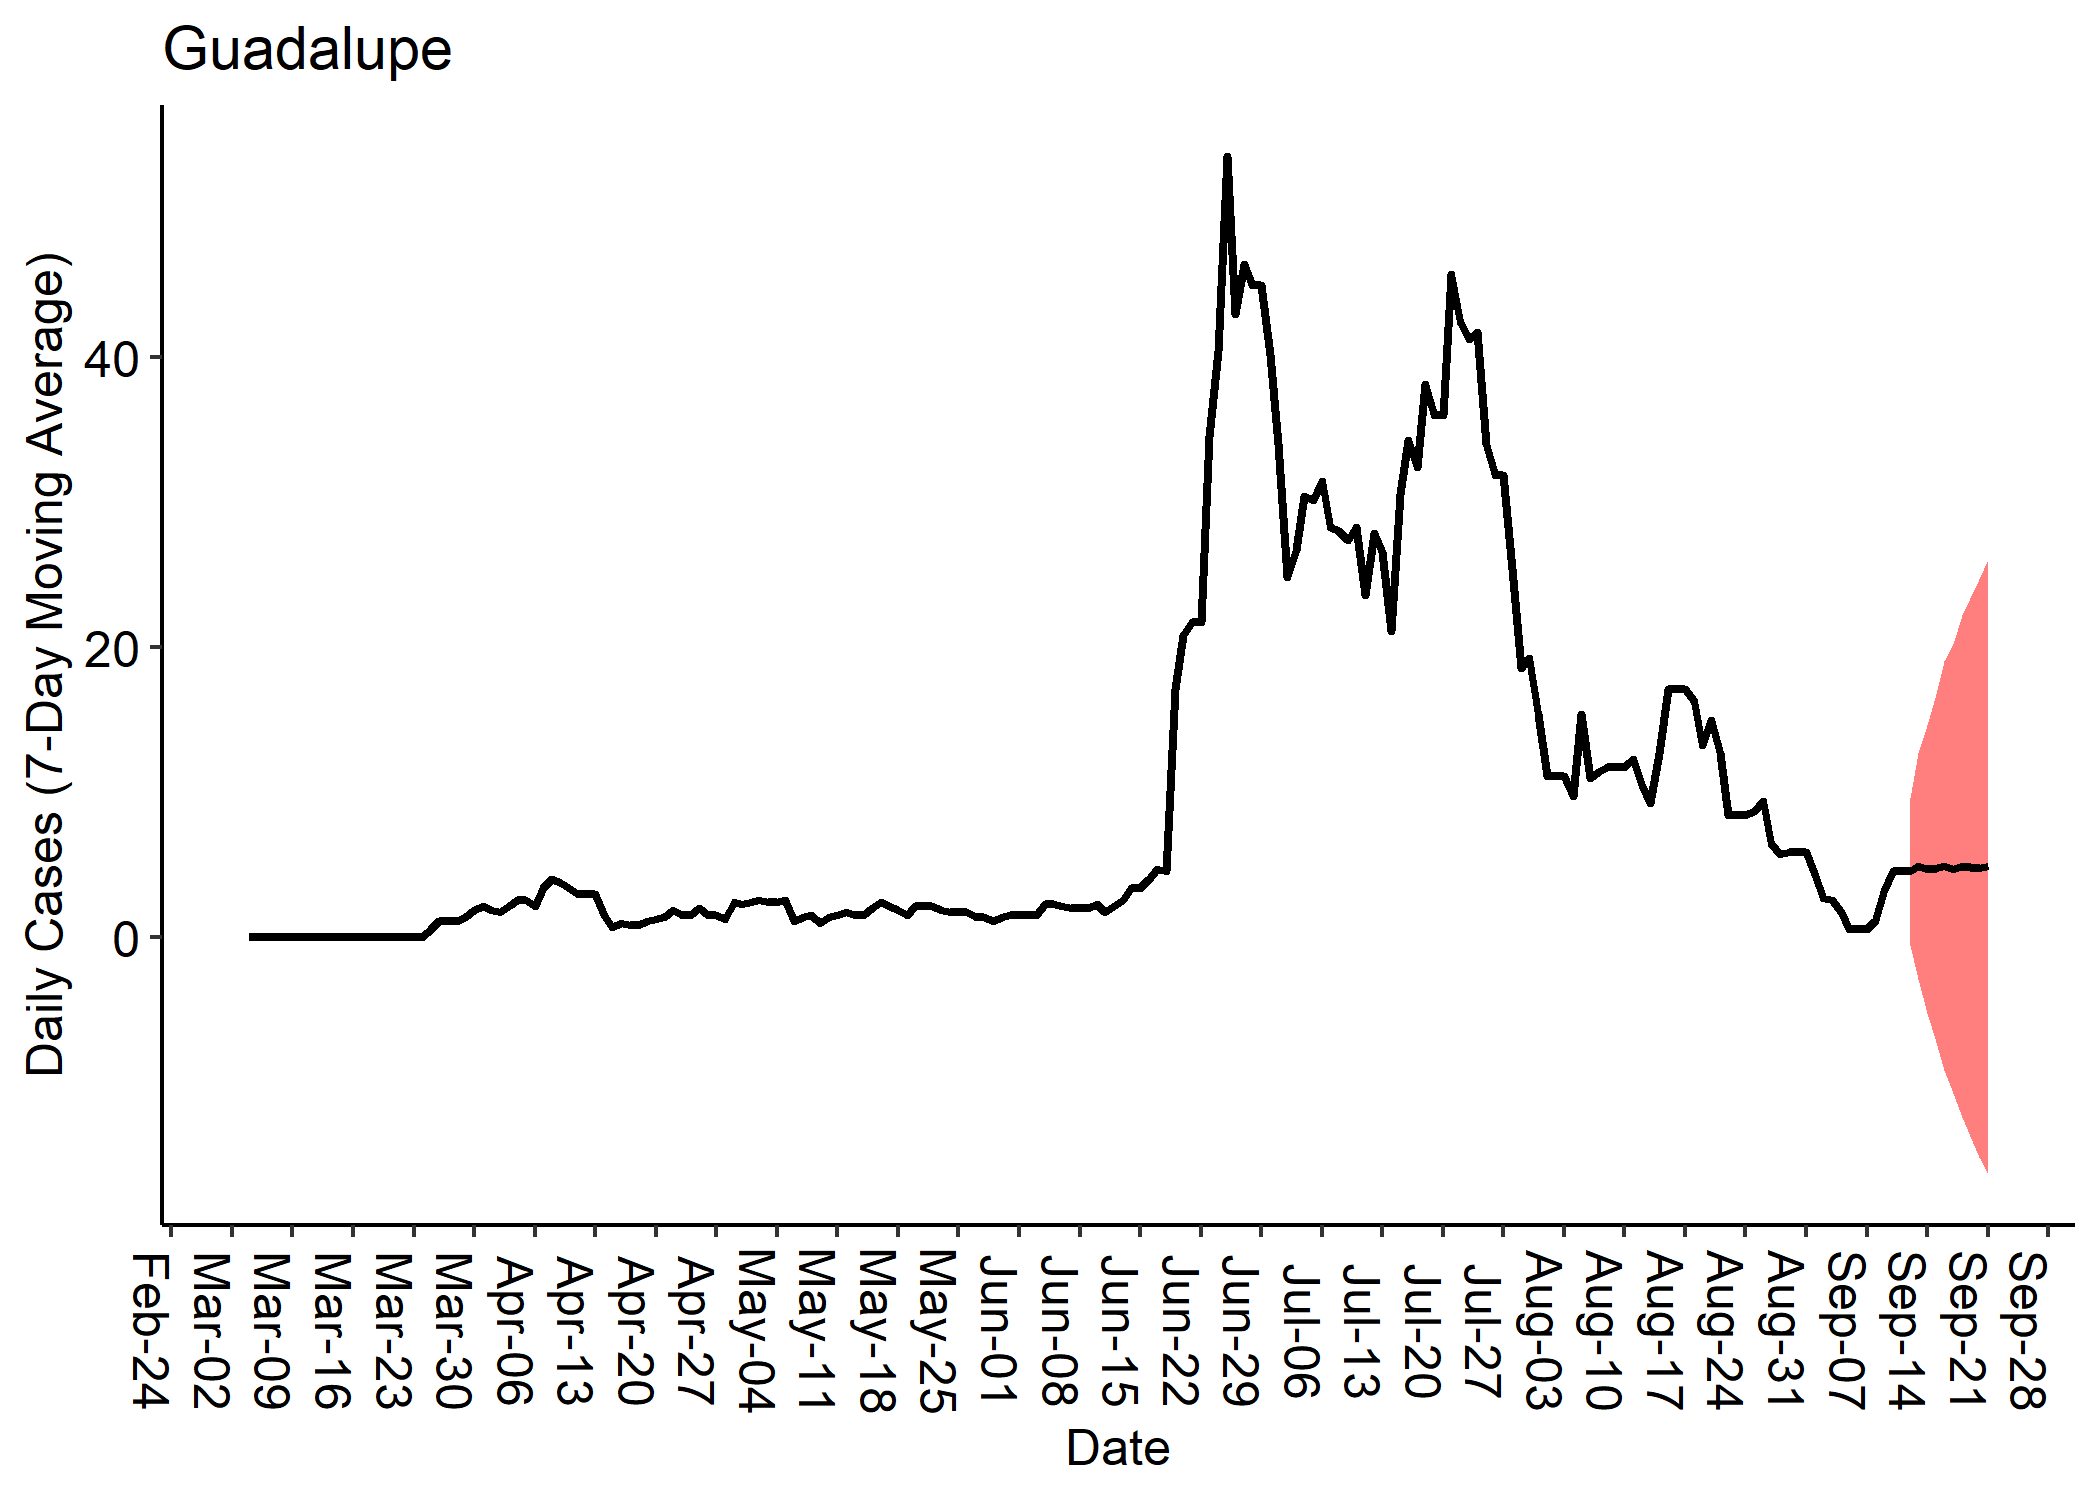 Guadalupe
Daily Cases (7-Day Moving Average)
40
20
0
Feb-24
Mar-02
Mar-09
Mar-16
Mar-23
Mar-30
Apr-06
Apr-13
Apr-20
Apr-27
May-04
May-11
May-18
May-25
Jun-01
Jun-08
Jun-15
Jun-22
Jun-29
Jul-06
Jul-13
Jul-20
Jul-27
Aug-03
Aug-10
Aug-17
Aug-24
Aug-31
Sep-07
Sep-14
Sep-21
Sep-28
Date